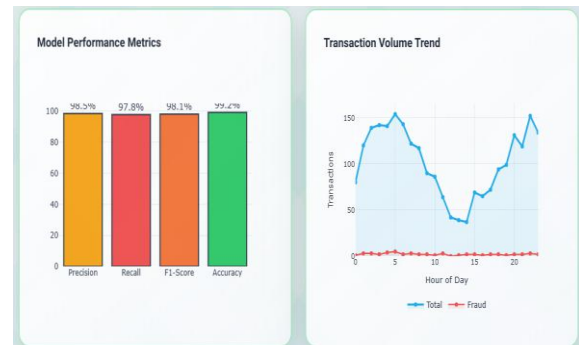 Model Performance Metrics
98.5% 97.8% 98.1% 99.2%
100
80
60
40
20
0
Precision Recall F1-Score Accuracy
Transaction Volume Trend
150
100
50
0
Transactions
0 5 10 15 20
Hour of Day
Total Fraud